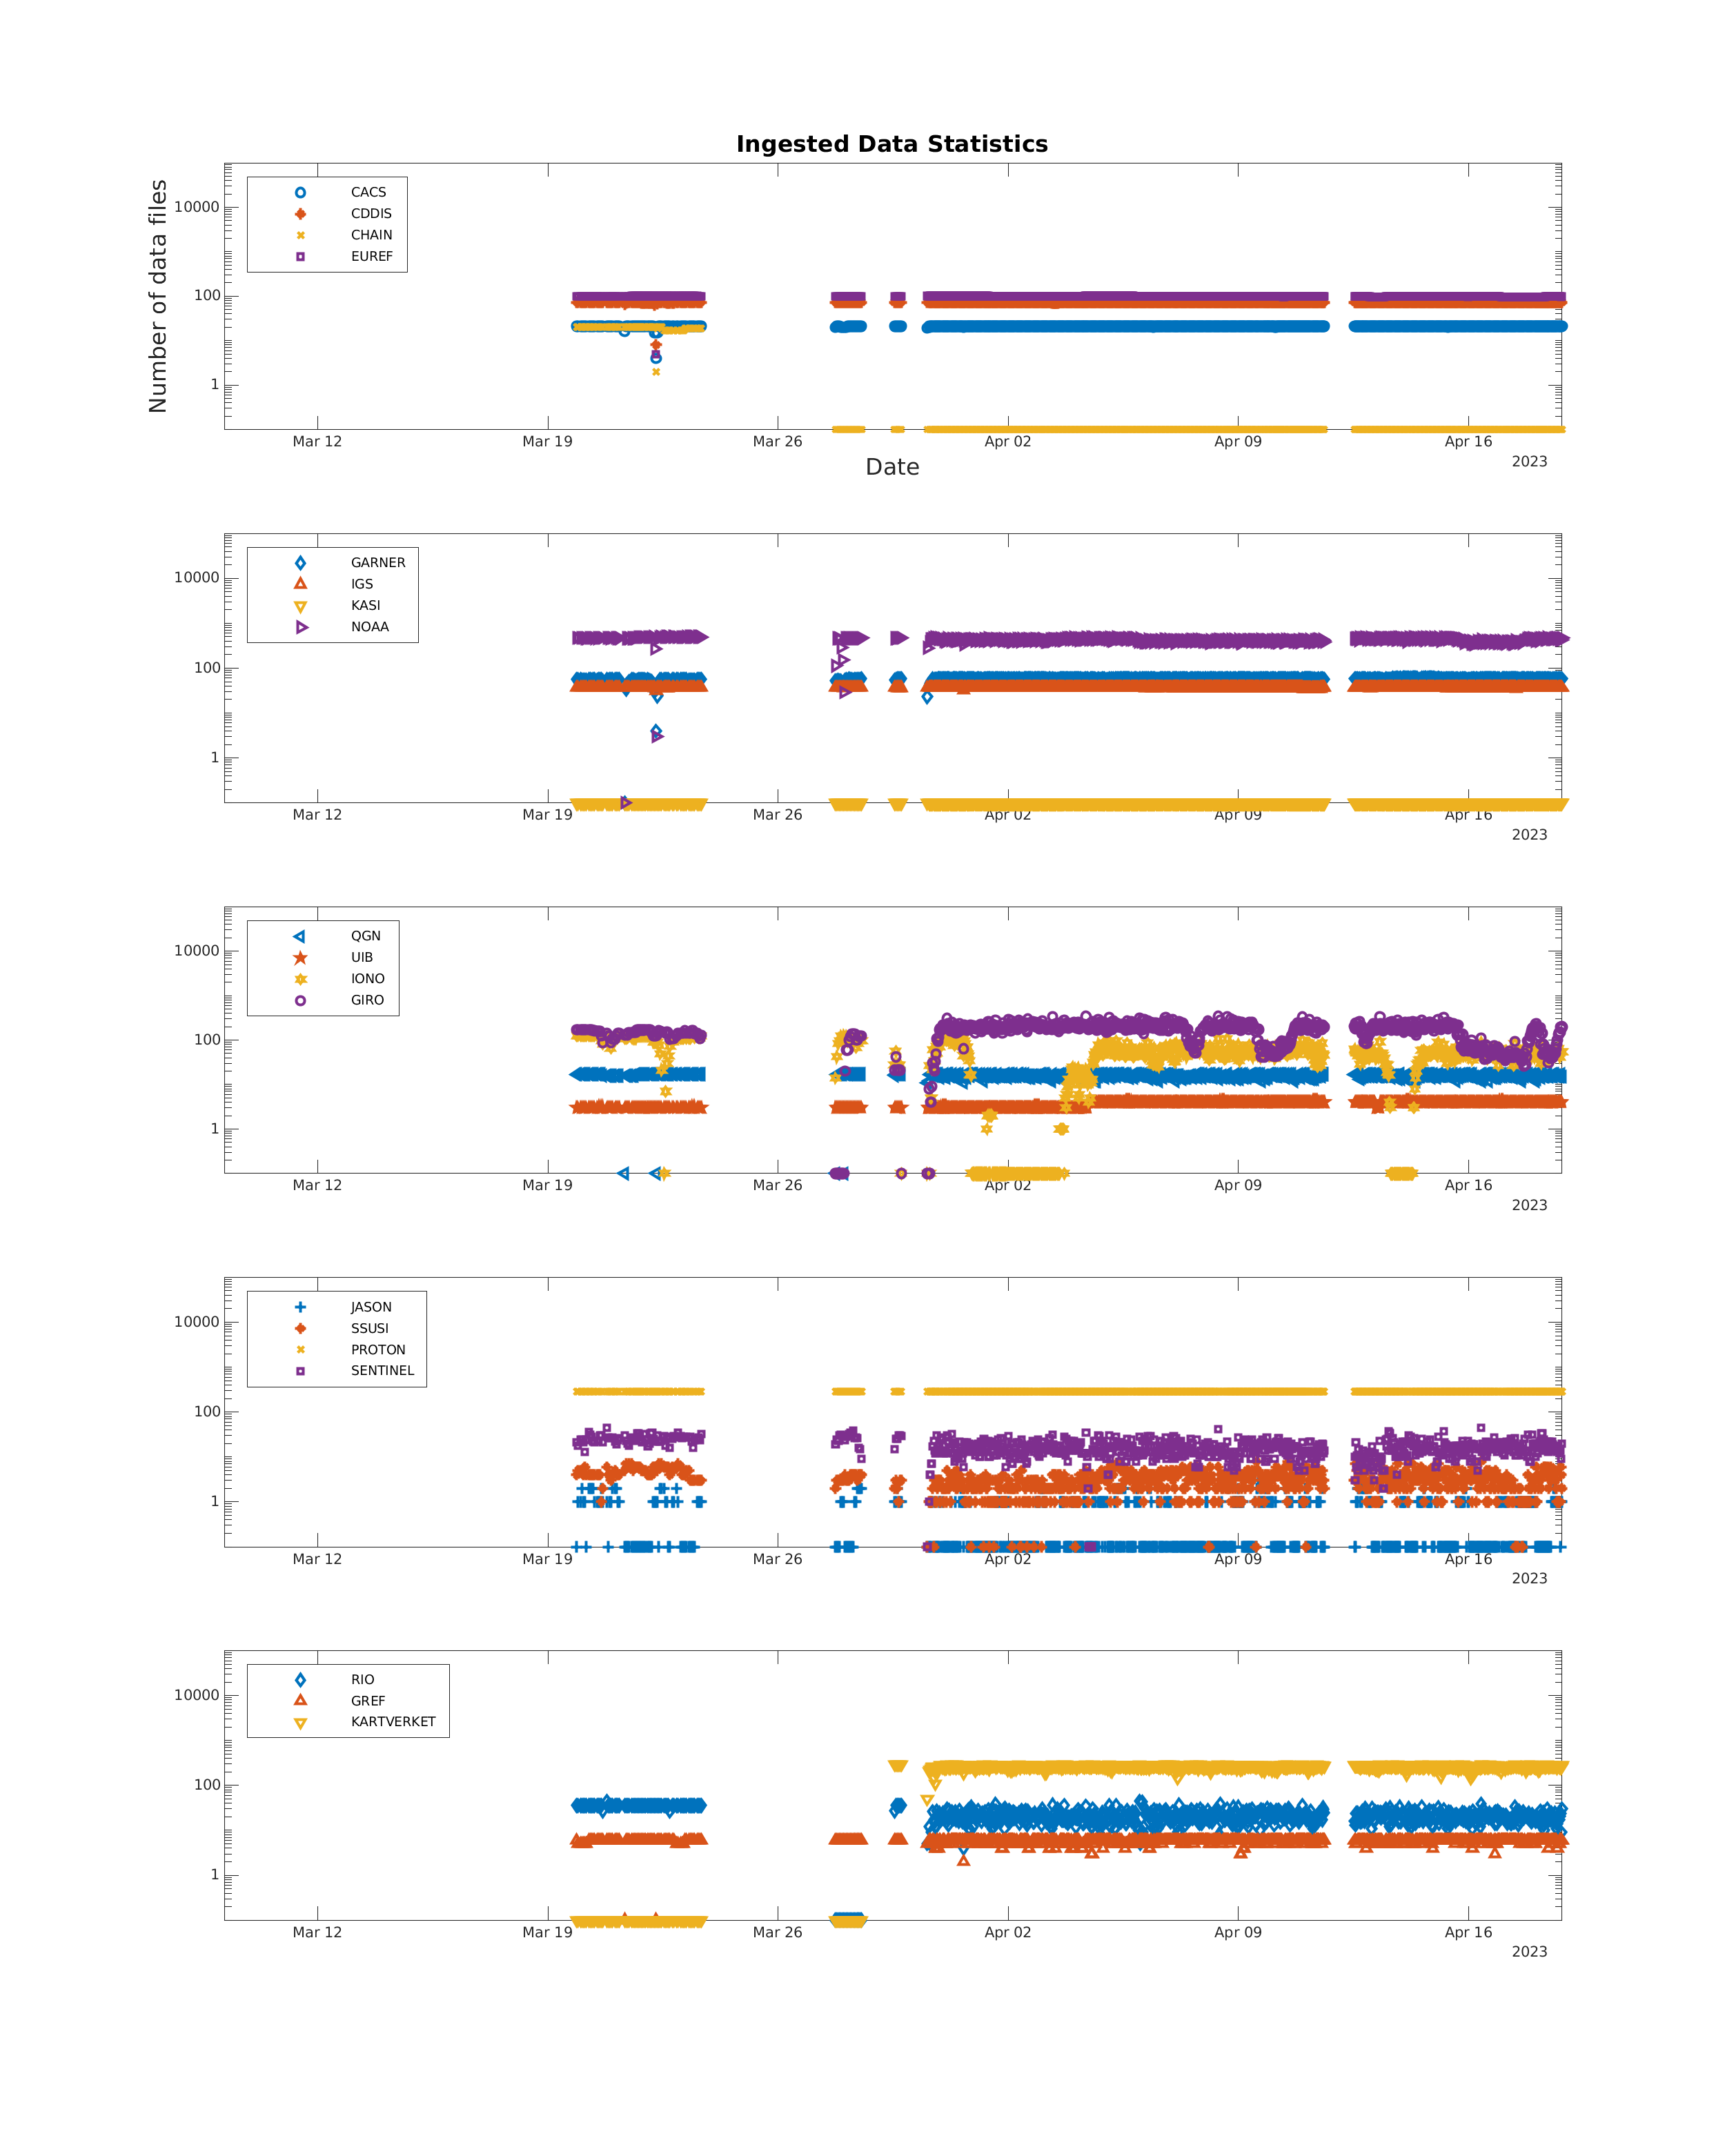 Ingested Data Statistics
Number of data files
CACS
CDDIS
CHAIN
EUREF
10000
100
1
Mar 12 Mar 19 Mar 26 Apr 02 Apr 09 Apr 16
2023
Date
GARNER
IGS
KASI
NOAA
10000
100
1
Mar 12 Mar 19 Mar 26 Apr 02 Apr 09 Apr 16
2023
QGN
UIB
IONO
GIRO
10000
100
1
Mar 12 Mar 19 Mar 26 Apr 02 Apr 09 Apr 16
2023
JASON
SSUSI
PROTON
SENTINEL
10000
100
1
Mar 12 Mar 19 Mar 26 Apr 02 Apr 09 Apr 16
2023
RIO
GREF
KARTVERKET
10000
100
1
Mar 12 Mar 19 Mar 26 Apr 02 Apr 09 Apr 16
2023